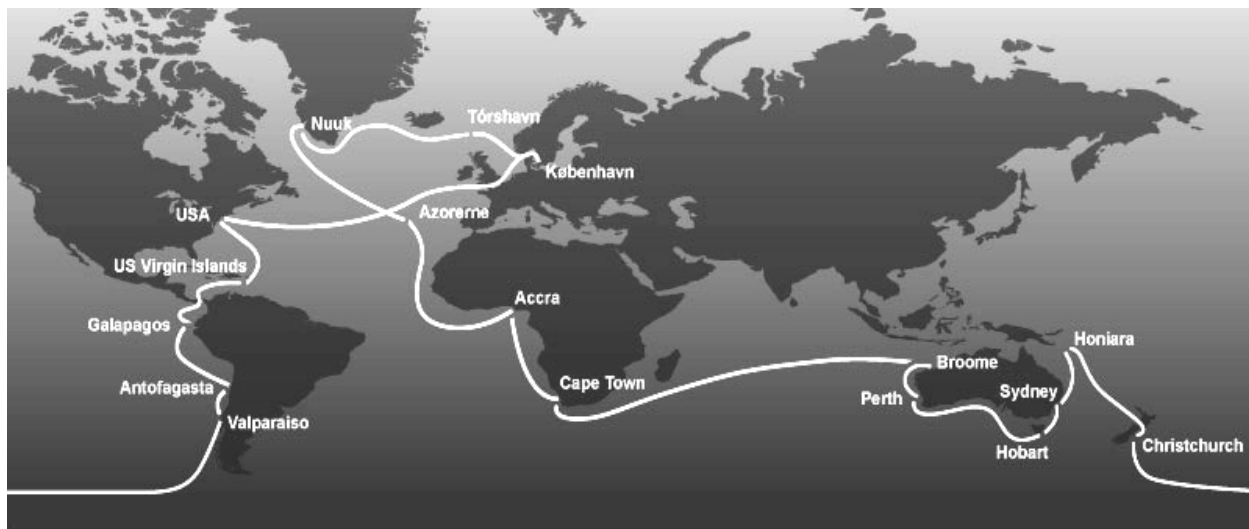 Nuuk
Tórshavn
København
USA
Azorerne
US Virgin Islands
Accra
Galapagos
Honiara
Broome
Antofagasta
Cape Town
Perth
Sydney
Valparaiso
Hobart
Christchurch